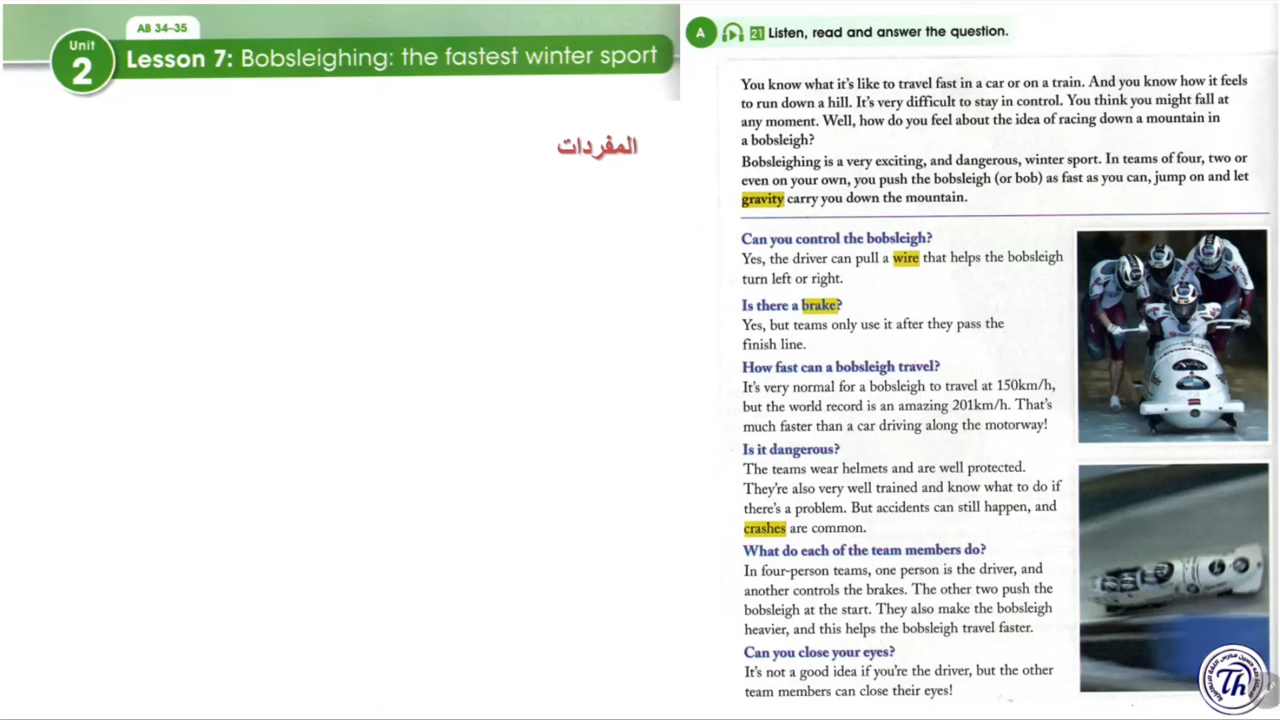 AB 34–35
Unit
2
Lesson 7: Bobsleighing: the fastest winter sport
المفردات
A 21 Listen, read and answer the question.
You know what it's like to travel fast in a car or on a train. And you know how it feels
to run down a hill. It's very difficult to stay in control. You think you might fall at
any moment. Well, how do you feel about the idea of racing down a mountain in
a bobsleigh?
Bobsleighing is a very exciting, and dangerous, winter sport. In teams of four, two or
even on your own, you push the bobsleigh (or bob) as fast as you can, jump on and let
gravity carry you down the mountain.
Can you control the bobsleigh?
Yes, the driver can pull a wire that helps the bobsleigh
turn left or right.
Is there a brake?
Yes, but teams only use it after they pass the
finish line.
How fast can a bobsleigh travel?
It's very normal for a bobsleigh to travel at 150km/h,
but the world record is an amazing 201km/h. That's
much faster than a car driving along the motorway!
Is it dangerous?
The teams wear helmets and are well protected.
They're also very well trained and know what to do if
there's a problem. But accidents can still happen, and
crashes are common.
What do each of the team members do?
In four-person teams, one person is the driver, and
another controls the brakes. The other two push the
bobsleigh at the start. They also make the bobsleigh
heavier, and this helps the bobsleigh travel faster.
Can you close your eyes?
It's not a good idea if you're the driver, but the other
team members can close their eyes!
Th